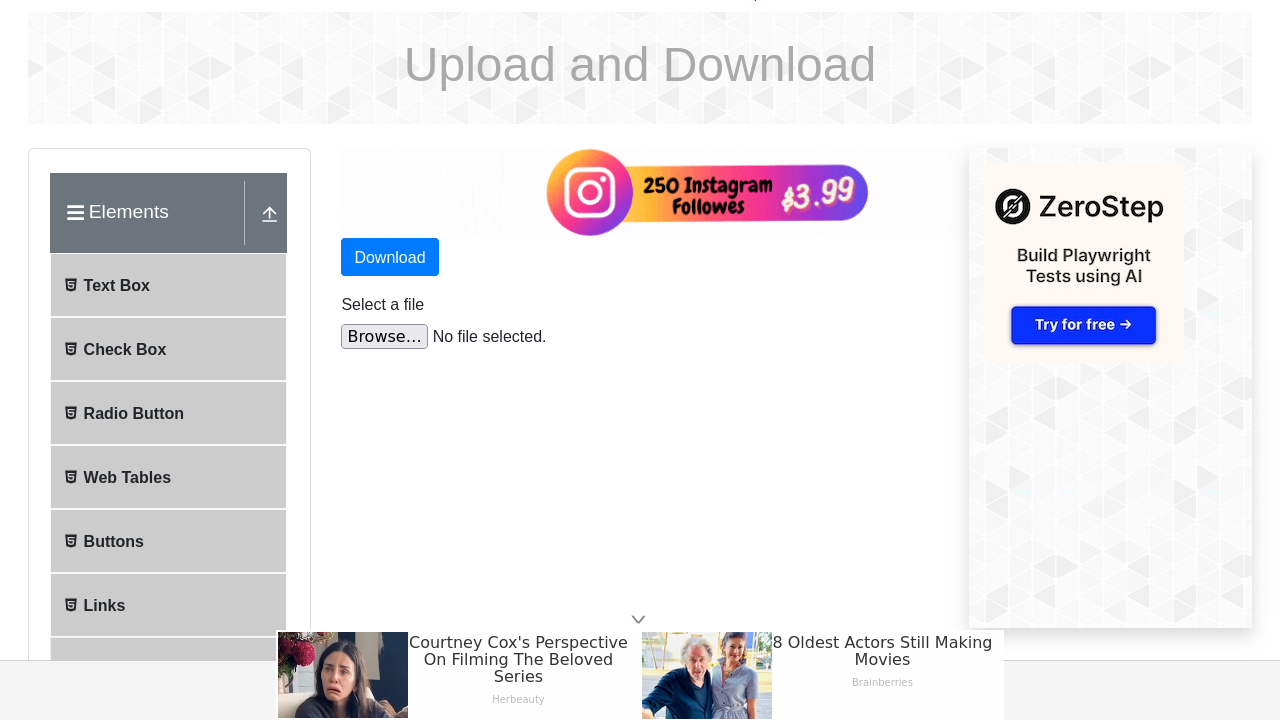 Upload and Download
Elements
Text Box
Check Box
Radio Button
Web Tables
Buttons
Links
250 Instagram
Followes
$3.99
Download
Select a file
Browse...
No file selected.
ZeroStep
Build Playwright
Tests using AI
Try for free →
Courtney Cox's Perspective
On Filming The Beloved
Series
Herbeauty
8 Oldest Actors Still Making
Movies
Brainberries